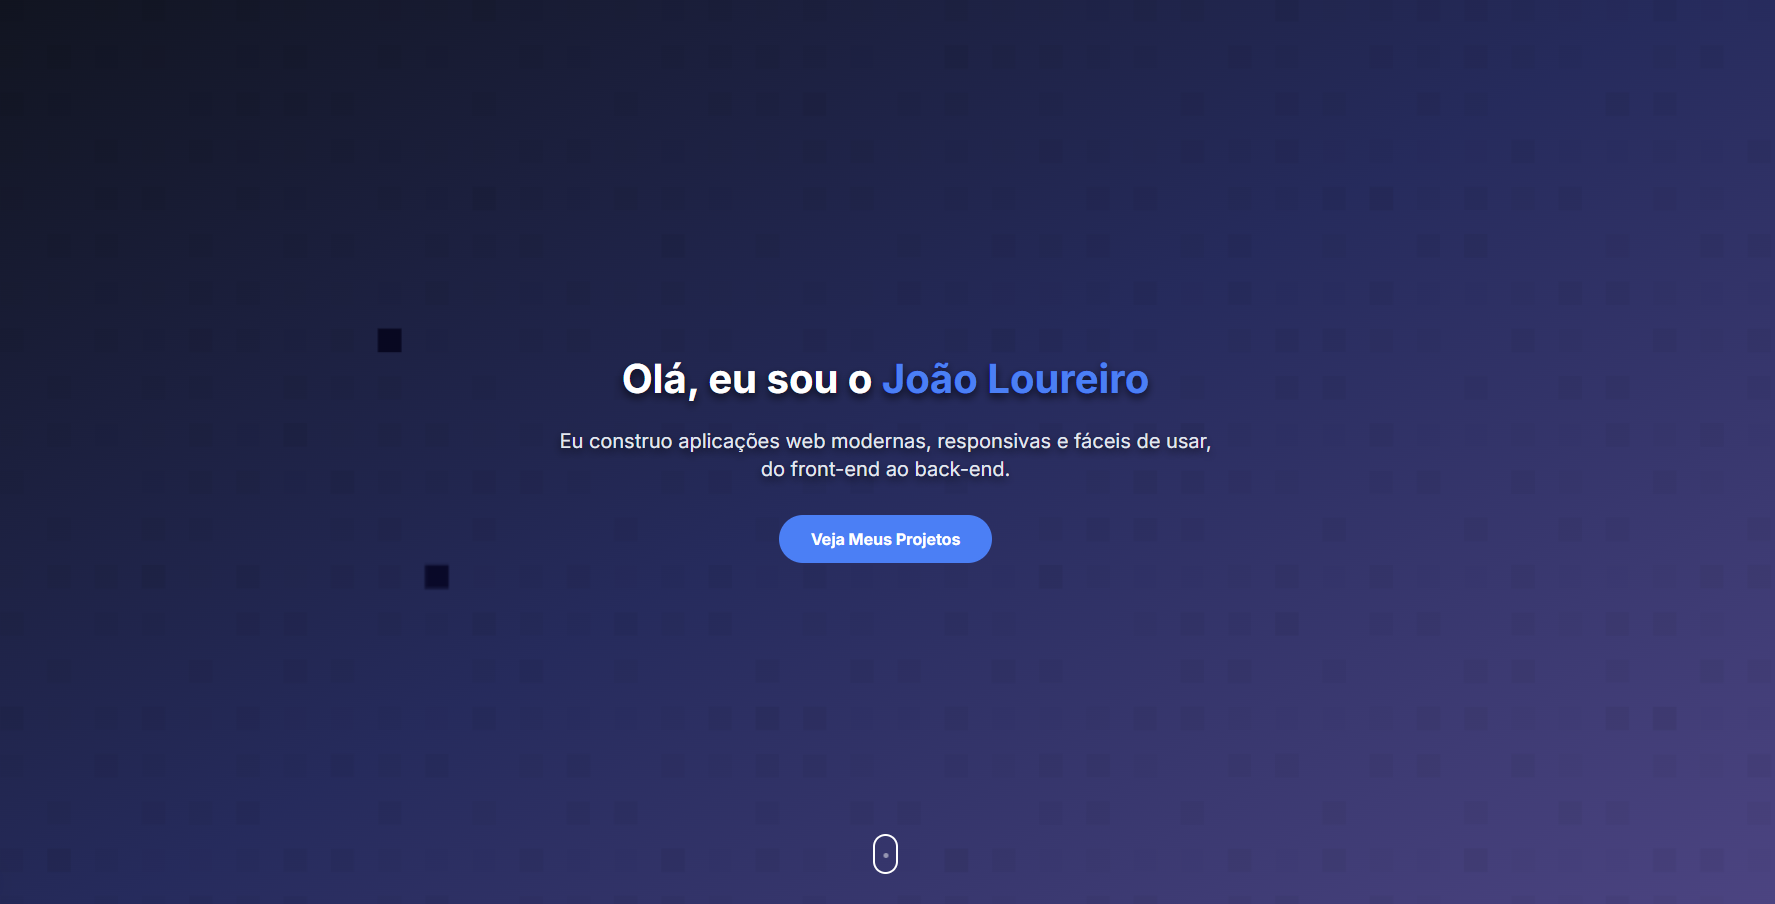 Olá, eu sou o João Loureiro
Eu construo aplicações web modernas, responsivas e fáceis de usar,
do front-end ao back-end.
Veja Meus Projetos